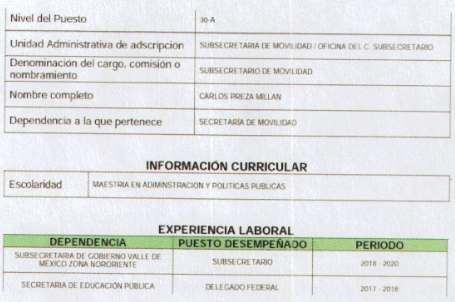 Nivel del Puesto 30-A
Unidad Administrativa de adscripción SUBSECRETARIA DE MOVILIDAD / OFICINA DEL C. SUBSECRETARIO
Denominación del cargo, comisión o
nombramiento SUBSECRETARIO DE MOVILIDAD
Nombre completo CARLOS PREZA MILLAN
Dependencia a la que pertenece SECRETARÍA DE MOVILIDAD
INFORMACIÓN CURRICULAR
Escolaridad MAESTRIA EN ADIMINSTRACION Y POLITICAS PUBLICAS
EXPERIENCIA LABORAL
DEPENDENCIA PUESTO DESEMPEÑADO PERIODO
SUBSECRETARIA DE GOBIERNO VALLE DE
MEXICO ZONA NORORIENTE SUBSECRETARIO 2018 - 2020
SECRETARIA DE EDUCACIÓN PÚBLICA DELEGADO FEDERAL 2017 - 2018